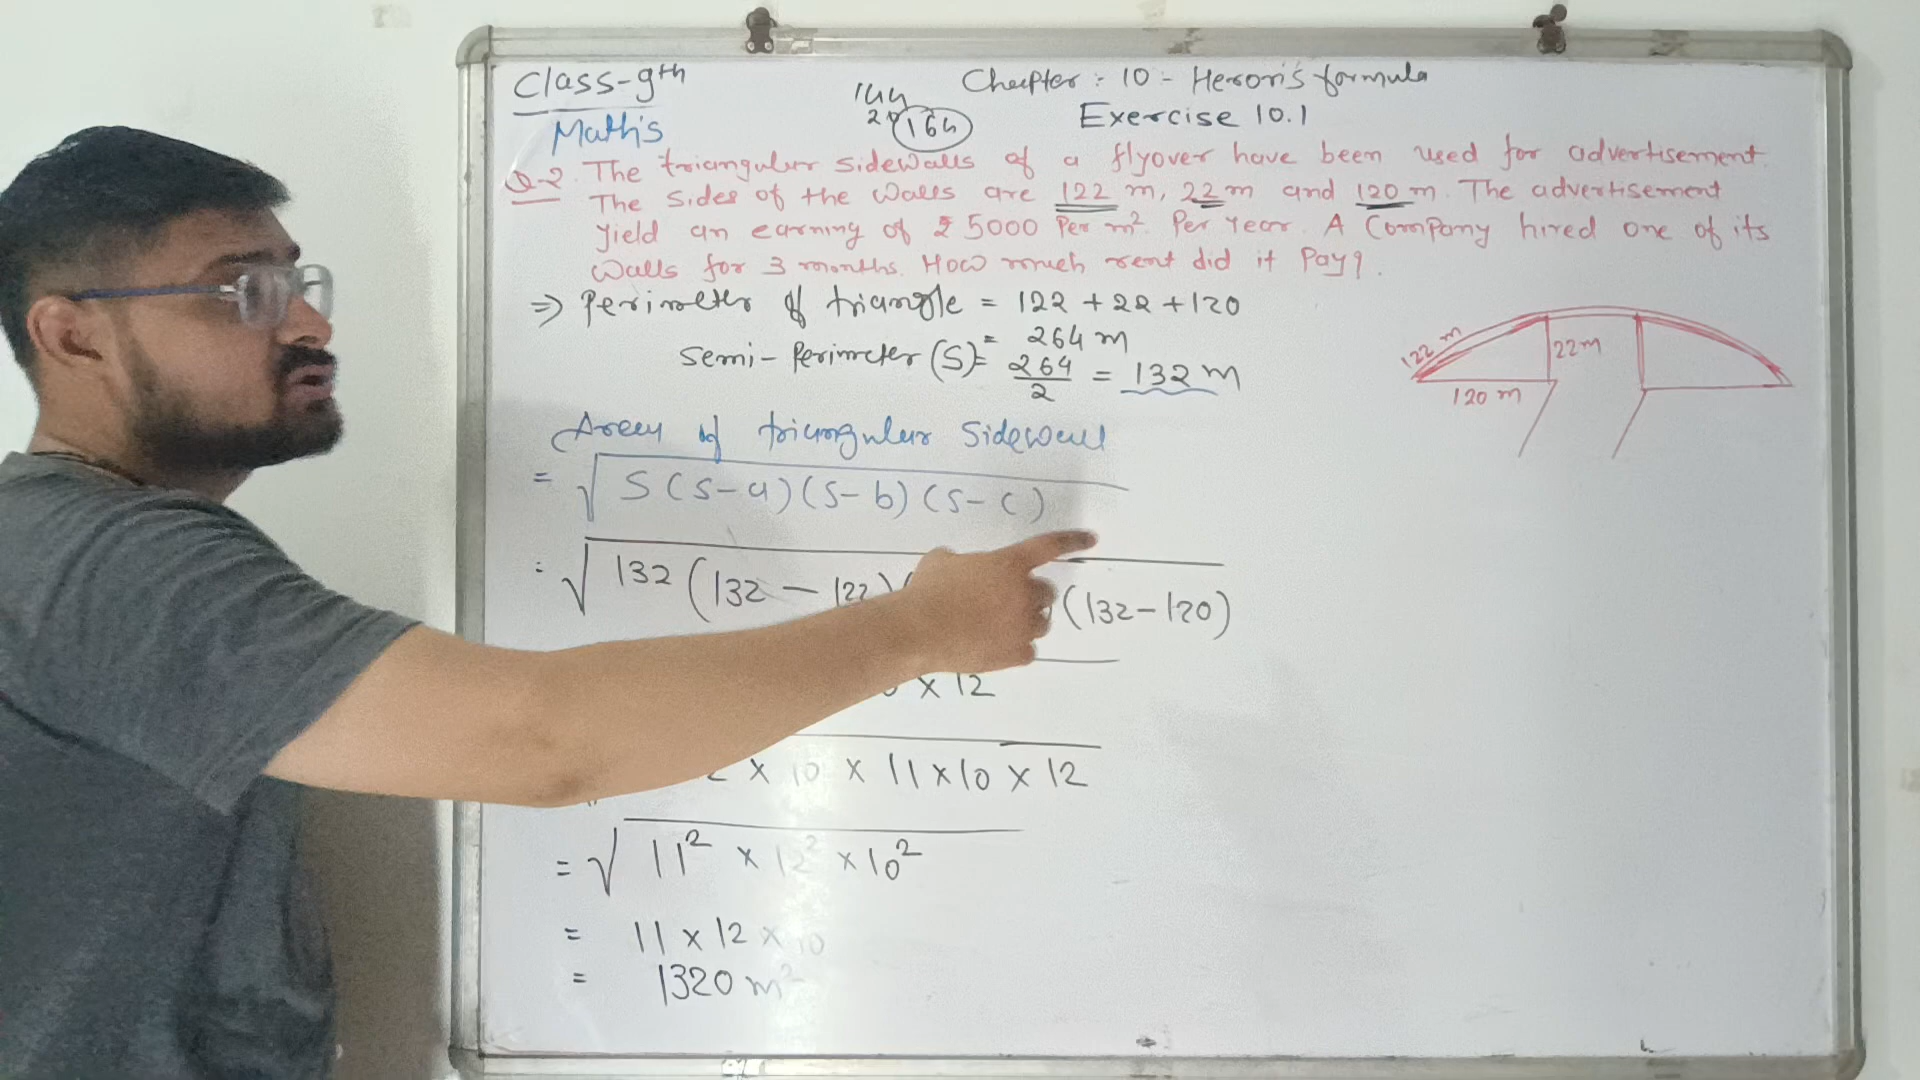 Class-9th
Chapter : 10 - Heron's formula
144
20
164
Exercise 10.1
Math's
Q-2. The triangular sidewalls of a flyover have been used for advertisement.
The sides of the walls are 122 m, 22 m and 120 m. The advertisement
yield an earning of ₹ 5000 Per m². Per Year. A Company hired one of its
walls for 3 months. How much rent did it Pay?
⇒ Perimeter of triangle = 122 + 22 + 120
= 264 m
Semi-Perimeter (S) = 264/2 = 132 m
122 m
22m
120 m
Area of triangular Sidewall
= √S(S-a)(S-b)(S-c)
= √132(132-122)( (132-120)
x 12
x 10 x 11 x 10 x 12
= √11² x 12² x 10²
= 11 x 12 x 10
= 1320 m²